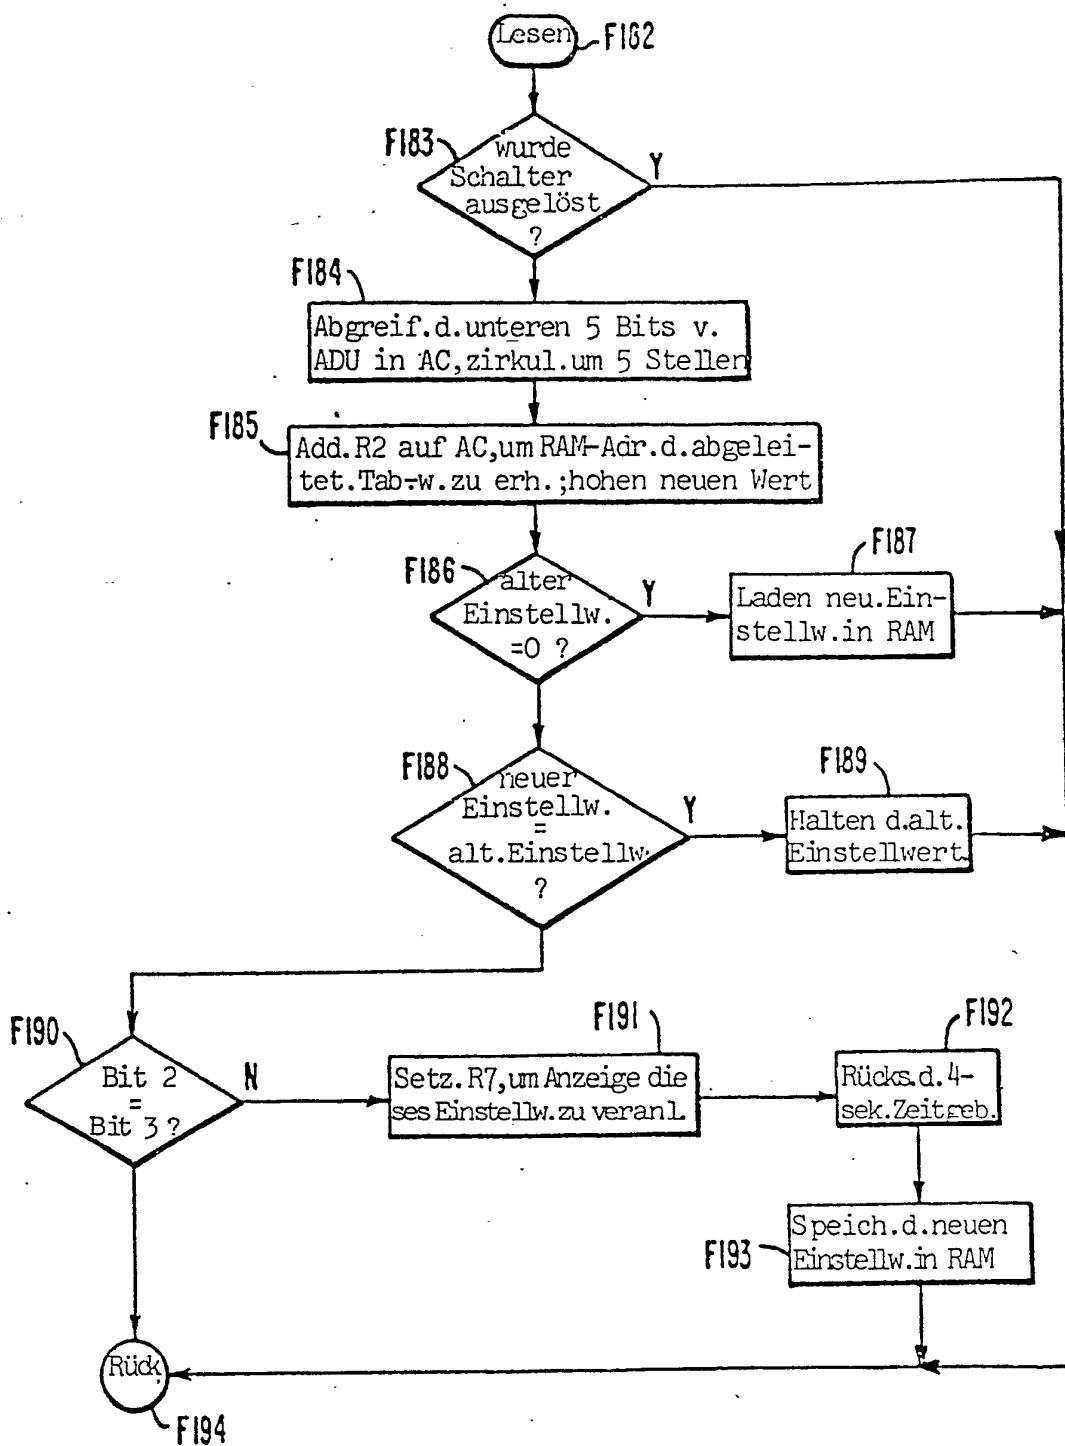 Lesen
F182
F183
wurde
Schalter
ausgelöst
?
Y
F184
Abgreif.d.unteren 5 Bits v.
ADU in AC,zirkul.um 5 Stellen
F185
Add.R2 auf AC,um RAM-Adr.d.abgelei-
tet.Tab-w.zu erh.;hohen neuen Wert
F186
alter
Einstellw.
=0 ?
Y
F187
Laden neu.Ein-
stellw.in RAM
F188
neuer
Einstellw.
=
alt.Einstellw.
?
Y
F189
Halten d.alt.
Einstellwert
F190
Bit 2
=
Bit 3 ?
N
F191
Setz.R7,um Anzeige die
ses Einstellw.zu veranl.
F192
Rücks.d.4-
sek.Zeitgeb.
F193
Speich.d.neuen
Einstellw.in RAM
Rück
F194